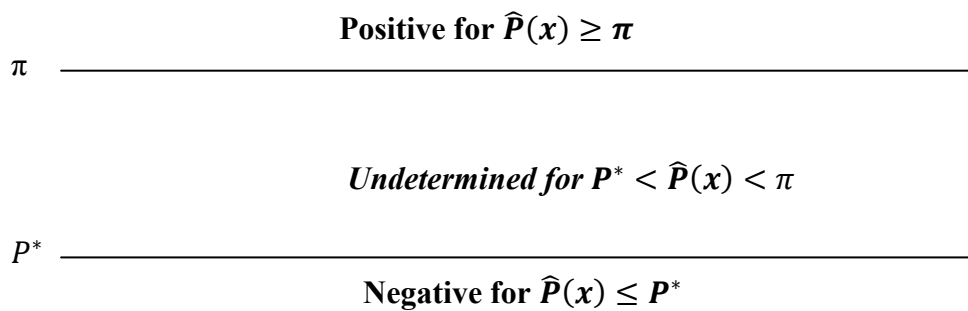 Positive for P̂(x) ≥ π
π
Undetermined for P* < P̂(x) < π
P*
Negative for P̂(x) ≤ P*